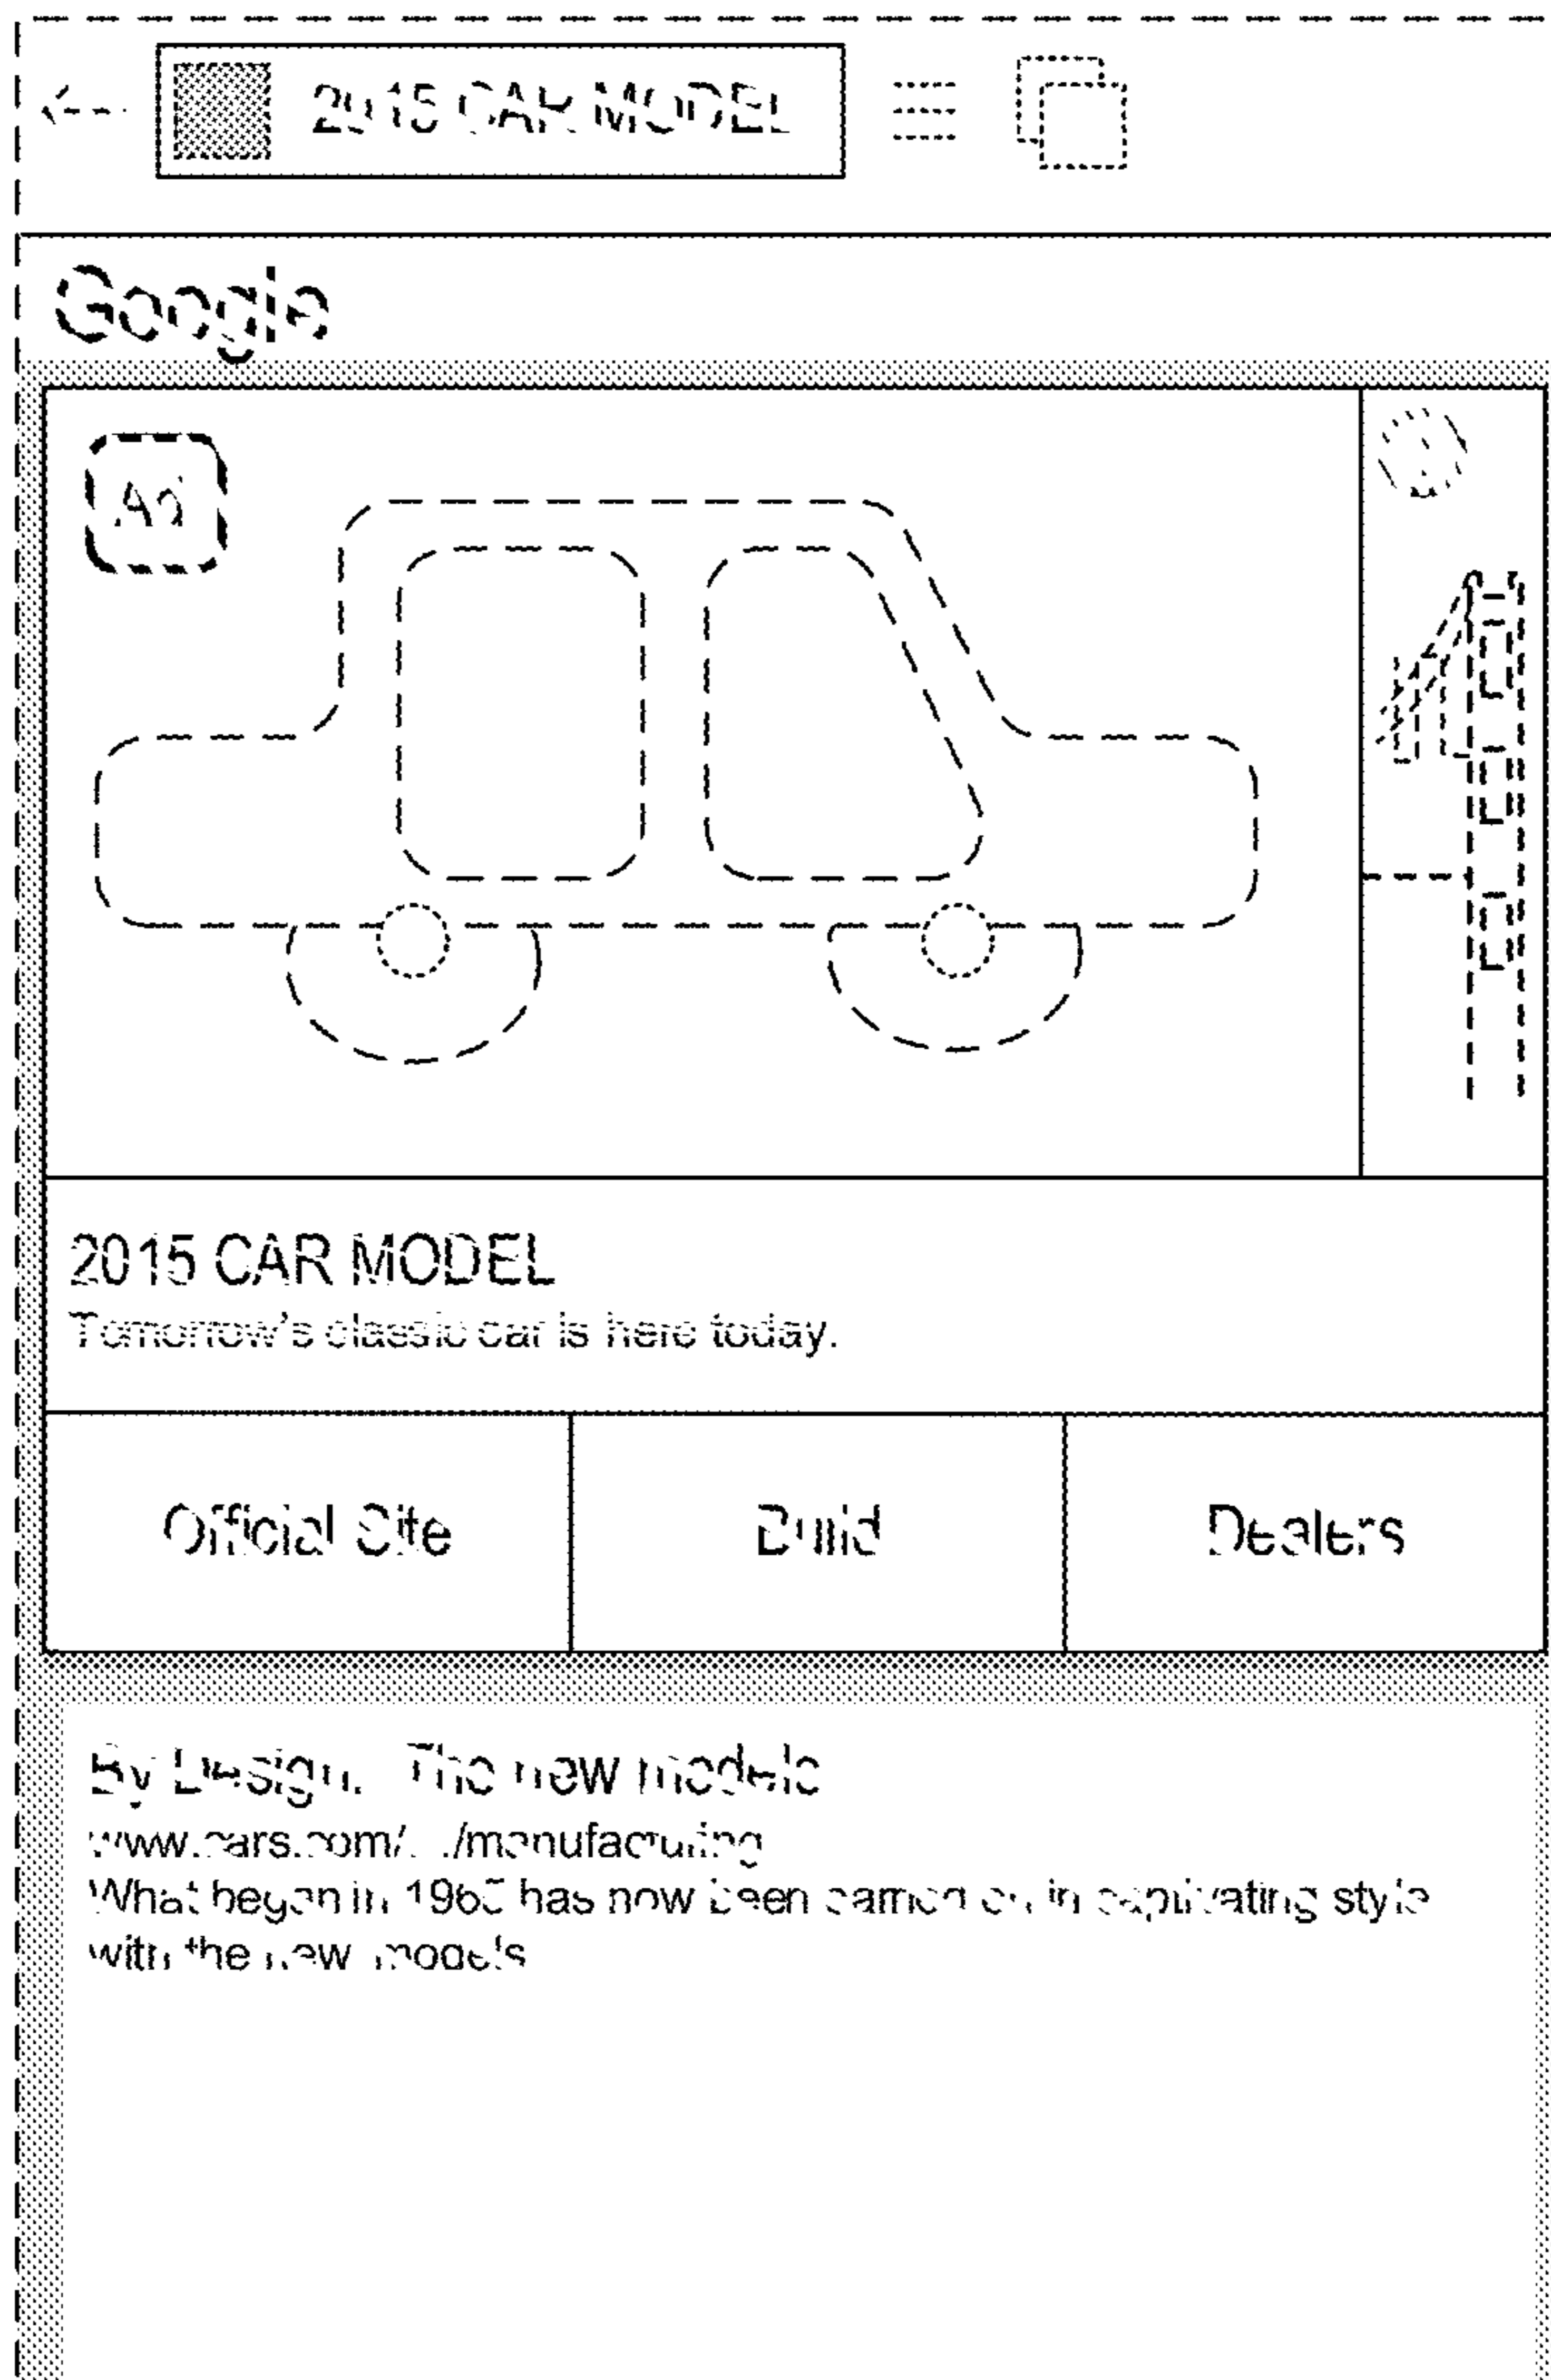 2015 CAR MODEL
Google
Ad
2015 CAR MODEL
Tomorrow's classic car is here today.
Official Site
Build
Dealers
By Design. The new models
www.cars.com/.../manufacturing
What began in has now been carried on in captivating style
with the new models